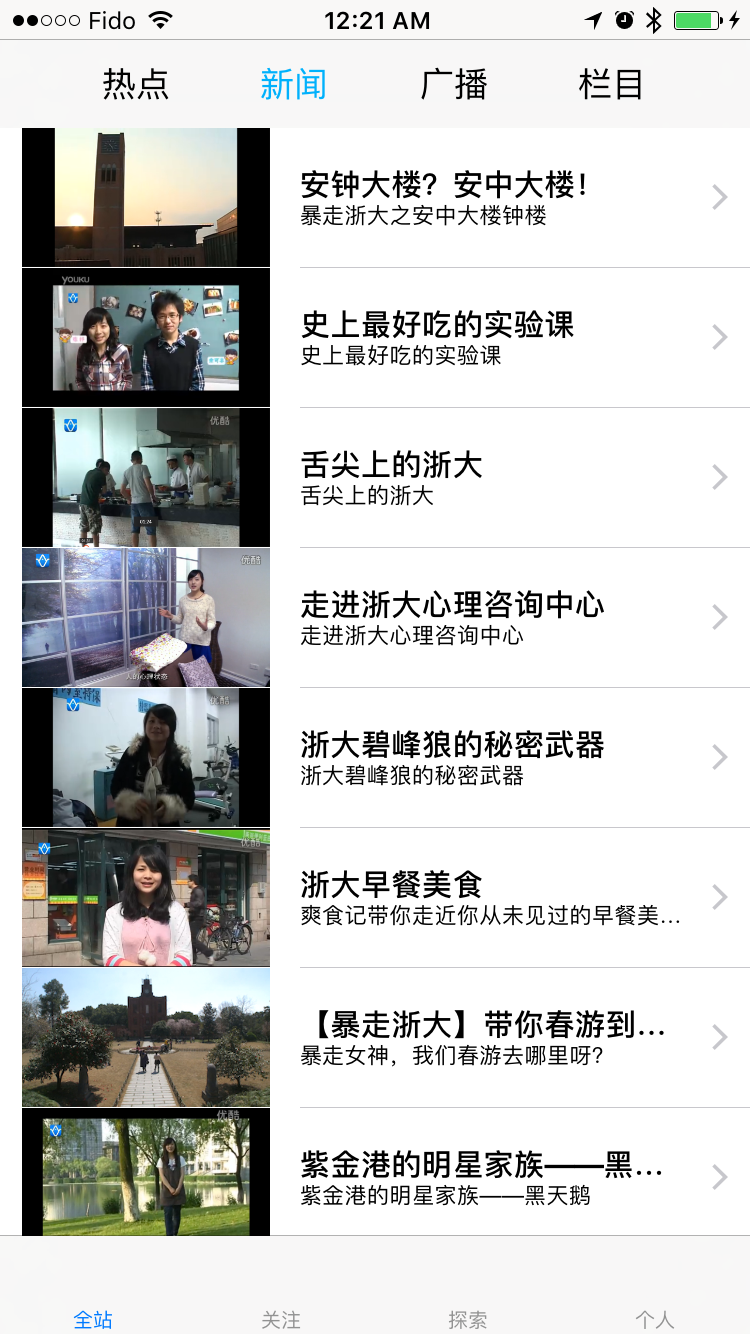 Fido
12:21 AM
热点
新闻
广播
栏目
安钟大楼？安中大楼！
暴走浙大之安中大楼钟楼
YOUKU
史上最好吃的实验课
史上最好吃的实验课
优酷
舌尖上的浙大
舌尖上的浙大
01:24
优酷
走进浙大心理咨询中心
走进浙大心理咨询中心
人的心理状态
优酷
浙大碧峰狼的秘密武器
浙大碧峰狼的秘密武器
优酷
浙大早餐美食
爽食记带你走近你从未见过的早餐美…
【暴走浙大】带你春游到…
暴走女神，我们春游去哪里呀？
优酷
紫金港的明星家族——黑…
紫金港的明星家族——黑天鹅
全站
关注
探索
个人